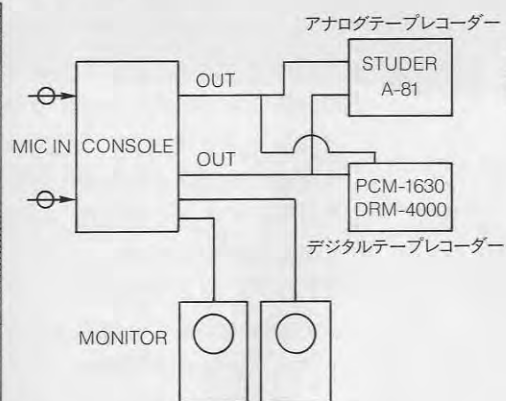 アナログテープレコーダー
STUDER
A-81
OUT
MIC IN
CONSOLE
OUT
PCM-1630
DRM-4000
デジタルテープレコーダー
MONITOR